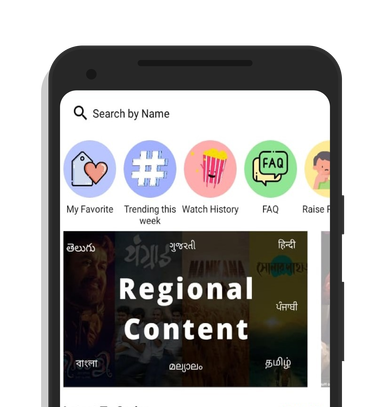 Search by Name
FAQ
My Favorite
Trending this
week
Watch History
FAQ
Raise
తెలుగు
ગુજરાતી
हिन्दी
Regional
Content
ਪੰਜਾਬੀ
বাংলা
മലയാലം
தமிழ்